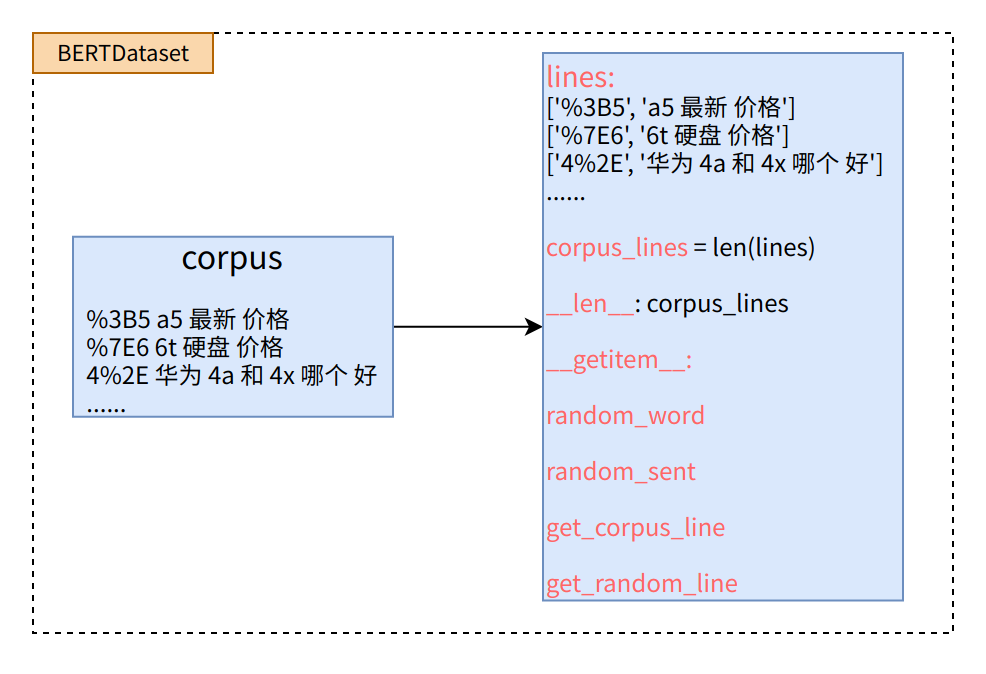 BERTDataset
corpus
%3B5 a5 最新 价格
%7E6 6t 硬盘 价格
4%2E 华为 4a 和 4x 哪个 好
......
lines:
['%3B5', 'a5 最新 价格']
['%7E6', '6t 硬盘 价格']
['4%2E', '华为 4a 和 4x 哪个 好']
......
corpus_lines = len(lines)
__len__: corpus_lines
__getitem__:
random_word
random_sent
get_corpus_line
get_random_line